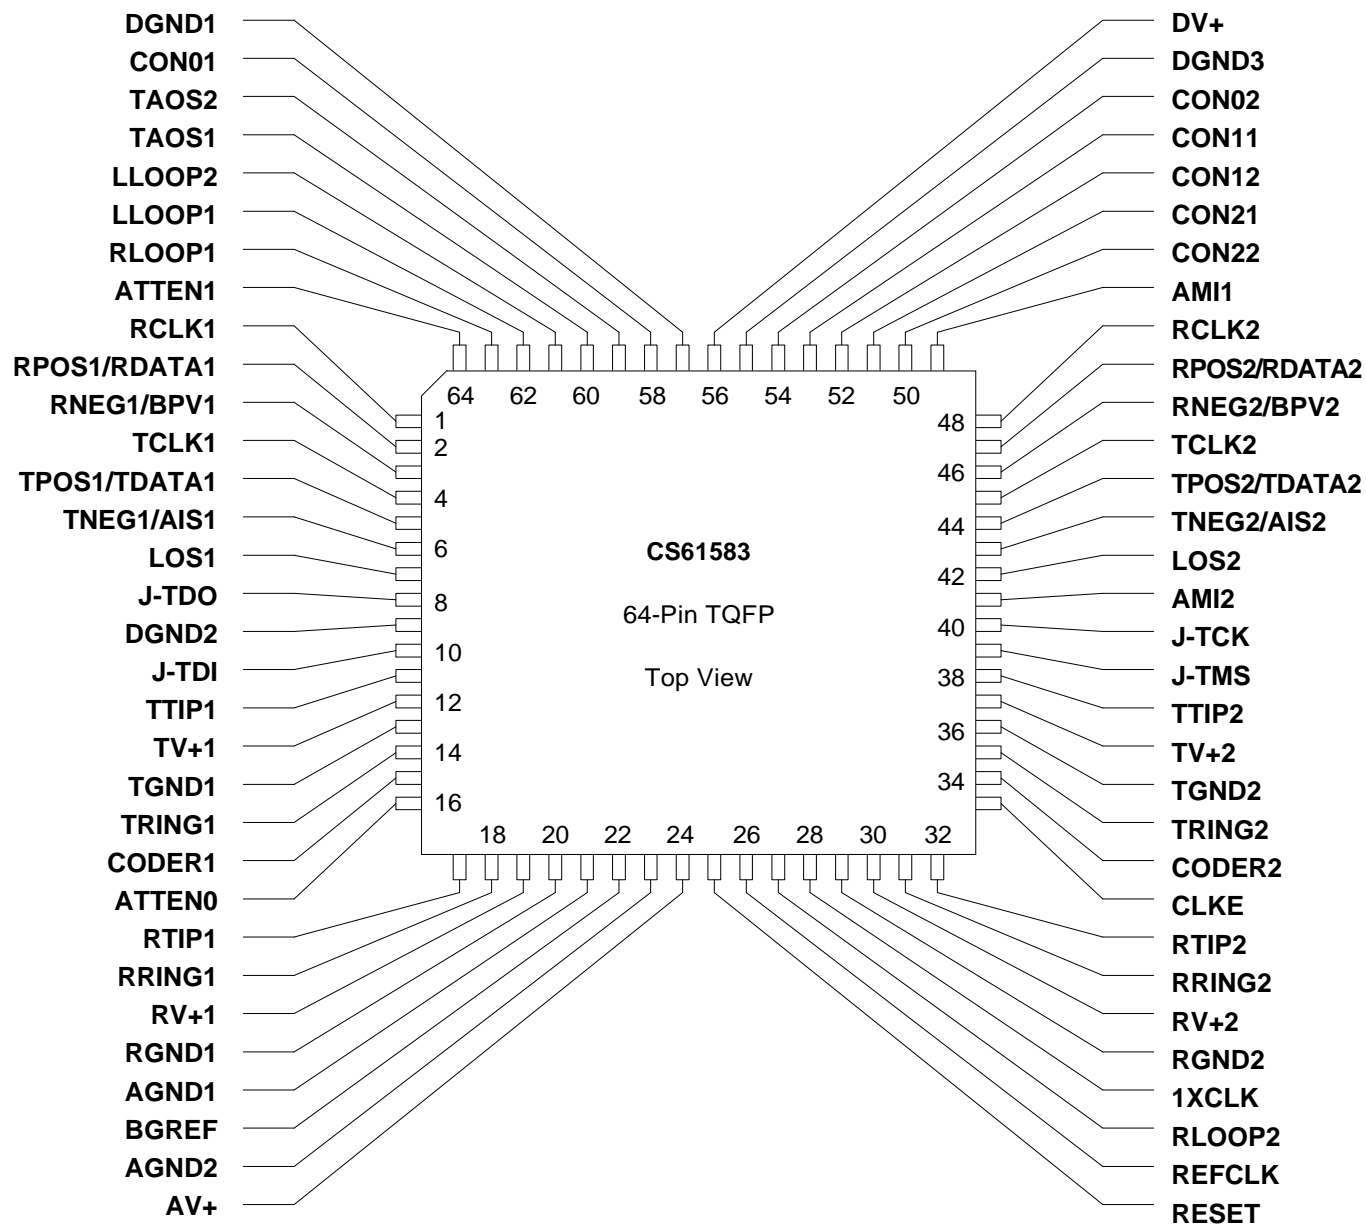 DGND1
CON01
TAOS2
TAOS1
LLOOP2
LLOOP1
RLOOP1
ATTEN1
RCLK1
RPOS1/RDATA1
RNEG1/BPV1
TCLK1
TPOS1/TDATA1
TNEG1/AIS1
LOS1
J-TDO
DGND2
J-TDI
TTIP1
TV+1
TGND1
TRING1
CODER1
ATTEN0
RTIP1
RRING1
RV+1
RGND1
AGND1
BGREF
AGND2
AV+
64 62 60 58 56 54 52 50
1
2
4
6
8
10
12
14
16
CS61583
64-Pin TQFP
Top View
48
46
44
42
40
38
36
34
18 20 22 24 26 28 30 32
DV+
DGND3
CON02
CON11
CON12
CON21
CON22
AMI1
RCLK2
RPOS2/RDATA2
RNEG2/BPV2
TCLK2
TPOS2/TDATA2
TNEG2/AIS2
LOS2
AMI2
J-TCK
J-TMS
TTIP2
TV+2
TGND2
TRING2
CODER2
CLKE
RTIP2
RRING2
RV+2
RGND2
1XCLK
RLOOP2
REFCLK
RESET